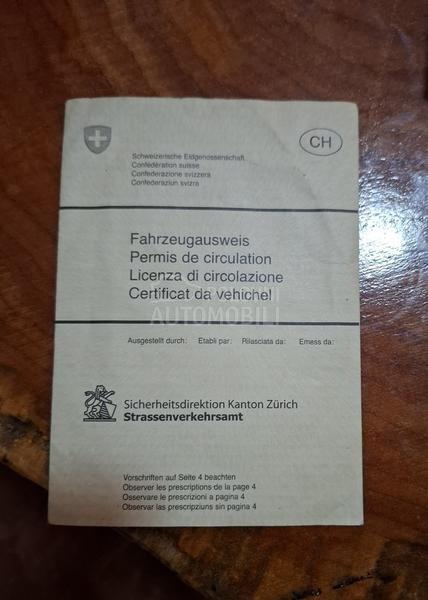 CH
Schweizerische Eidgenossenschaft
Confédération suisse
Confederazione svizzera
Confederaziun svizra
Fahrzeugausweis
Permis de circulation
Licenza di circolazione
Certificat da vehichel
AUTOMOBILI
Ausgestellt durch: Etabli par: Rilasciata da: Emess da:
Sicherheitsdirektion Kanton Zürich
Strassenverkehrsamt
Vorschriften auf Seite 4 beachten
Observer les prescriptions de la page 4
Osservare le prescrizioni a pagina 4
Observar las prescripziuns sin pagina 4